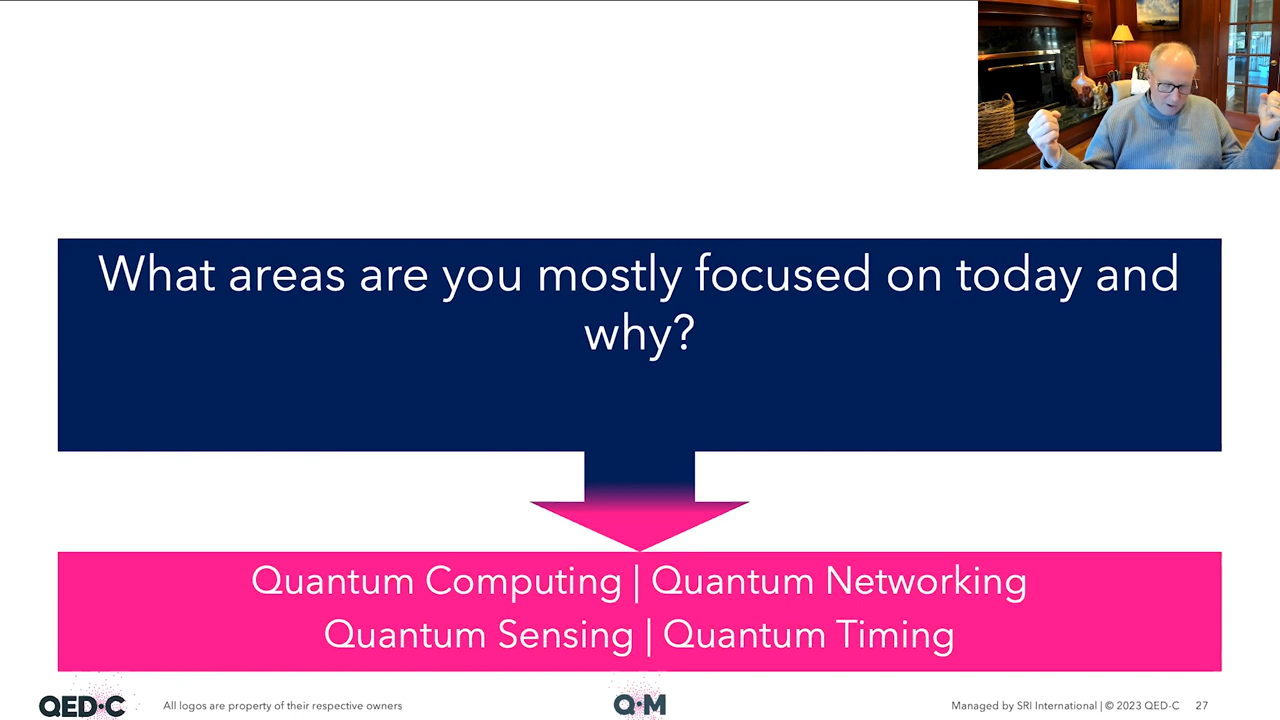 What areas are you mostly focused on today and
why?
Quantum Computing | Quantum Networking
Quantum Sensing | Quantum Timing
QED·C
All logos are property of their respective owners
Q·M
Managed by SRI International | © 2023 QED-C
27